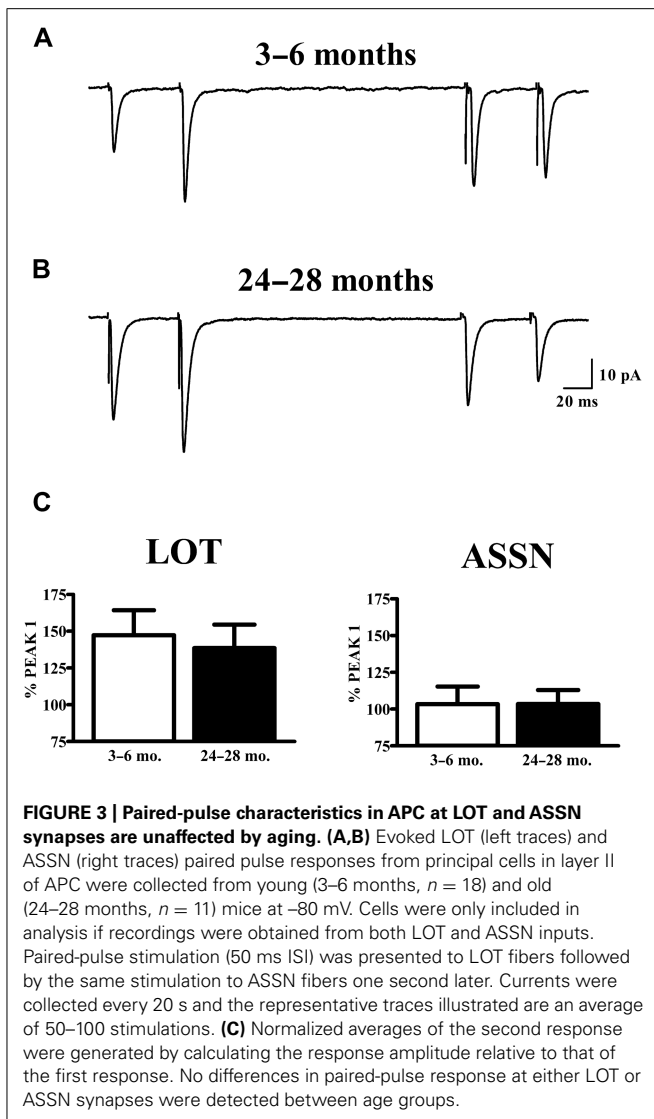 A
3–6 months
B
24–28 months
10 pA
20 ms
C
LOT
ASSN
% PEAK 1
175
150
125
100
75
3–6 mo.
24–28 mo.
% PEAK 1
175
150
125
100
75
3–6 mo.
24–28 mo.
FIGURE 3 | Paired-pulse characteristics in APC at LOT and ASSN
synapses are unaffected by aging. (A,B) Evoked LOT (left traces) and
ASSN (right traces) paired pulse responses from principal cells in layer II
of APC were collected from young (3–6 months, n = 18) and old
(24–28 months, n = 11) mice at –80 mV. Cells were only included in
analysis if recordings were obtained from both LOT and ASSN inputs.
Paired-pulse stimulation (50 ms ISI) was presented to LOT fibers followed
by the same stimulation to ASSN fibers one second later. Currents were
collected every 20 s and the representative traces illustrated are an average
of 50–100 stimulations. (C) Normalized averages of the second response
were generated by calculating the response amplitude relative to that of
the first response. No differences in paired-pulse response at either LOT or
ASSN synapses were detected between age groups.